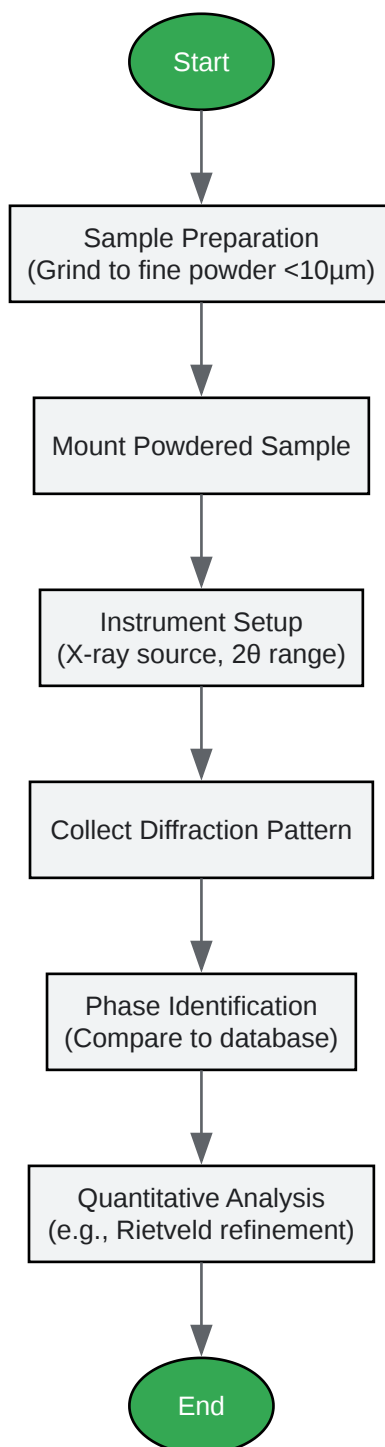 Start
Sample Preparation
(Grind to fine powder <10µm)
Mount Powdered Sample
Instrument Setup
(X-ray source, 2θ range)
Collect Diffraction Pattern
Phase Identification
(Compare to database)
Quantitative Analysis
(e.g., Rietveld refinement)
End